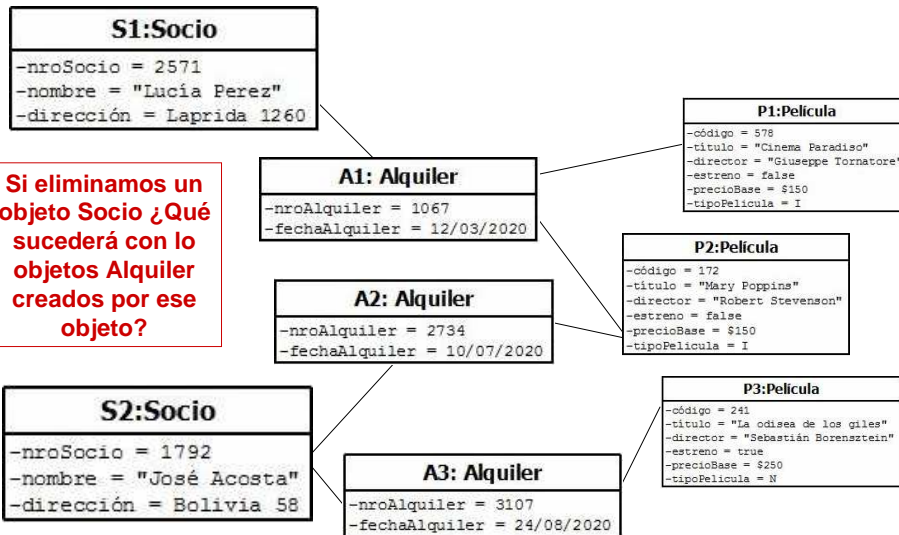 S1:Socio
-nroSocio = 2571
-nombre = "Lucía Perez"
-dirección = Laprida 1260
P1:Película
-código = 578
-título = "Cinema Paradiso"
-director = "Giuseppe Tornatore"
-estreno = false
-precioBase = $150
-tipoPelicula = I
Si eliminamos un
objeto Socio ¿Qué
sucederá con lo
objetos Alquiler
creados por ese
objeto?
A1: Alquiler
-nroAlquiler = 1067
-fechaAlquiler = 12/03/2020
P2:Película
-código = 172
-título = "Mary Poppins"
-director = "Robert Stevenson"
-estreno = false
-precioBase = $150
-tipoPelicula = I
A2: Alquiler
-nroAlquiler = 2734
-fechaAlquiler = 10/07/2020
S2:Socio
-nroSocio = 1792
-nombre = "José Acosta"
-dirección = Bolivia 58
P3:Película
-código = 241
-título = "La odisea de los giles"
-director = "Sebastián Borensztein"
-estreno = true
-precioBase = $250
-tipoPelicula = N
A3: Alquiler
-nroAlquiler = 3107
-fechaAlquiler = 24/08/2020